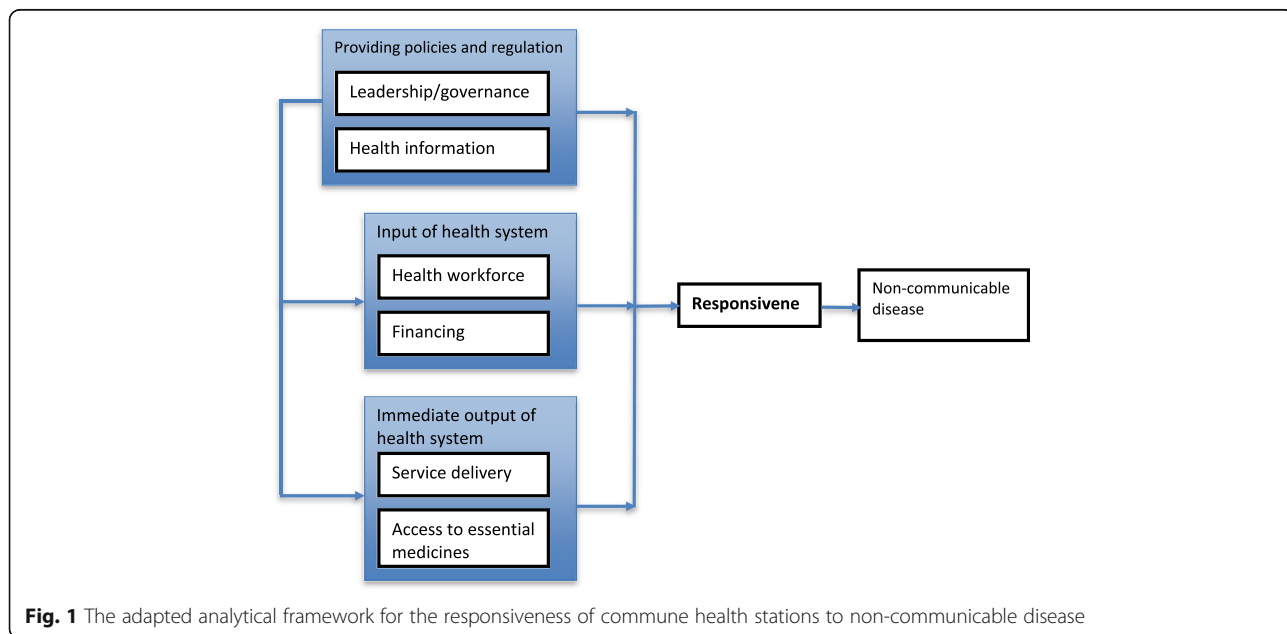 Providing policies and regulation
Leadership/governance
Health information
Input of health system
Health workforce
Financing
Immediate output of
health system
Service delivery
Access to essential
medicines
Responsivene
Non-communicable
disease
Fig. 1 The adapted analytical framework for the responsiveness of commune health stations to non-communicable disease